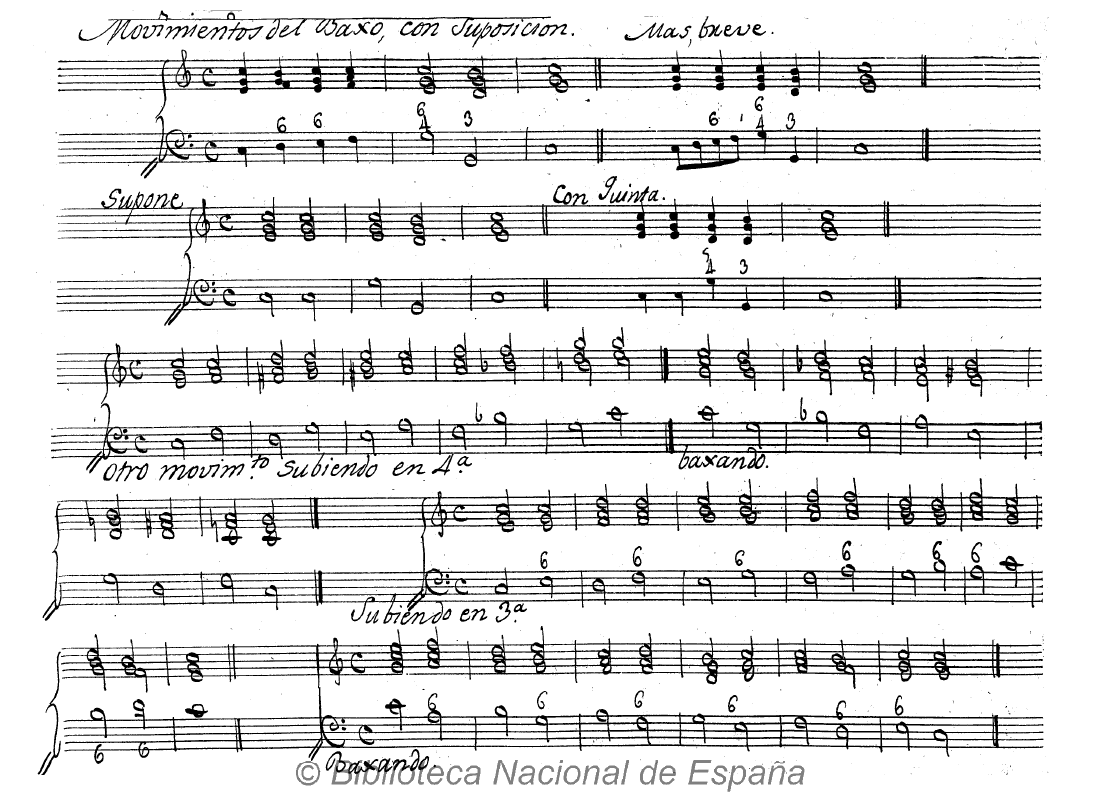 Movimientos del Baxo, con Suposicion. Mas, breve.
6 6 6 4 3 6 6 4 3
Supone Con Quinta.
5 4 3
Otro movim.to Subiendo en 4.a baxando.
6 6 6 6 6 6
Subiendo en 3.a
6 6 6 6 6 6 6
Baxando.
© Biblioteca Nacional de España